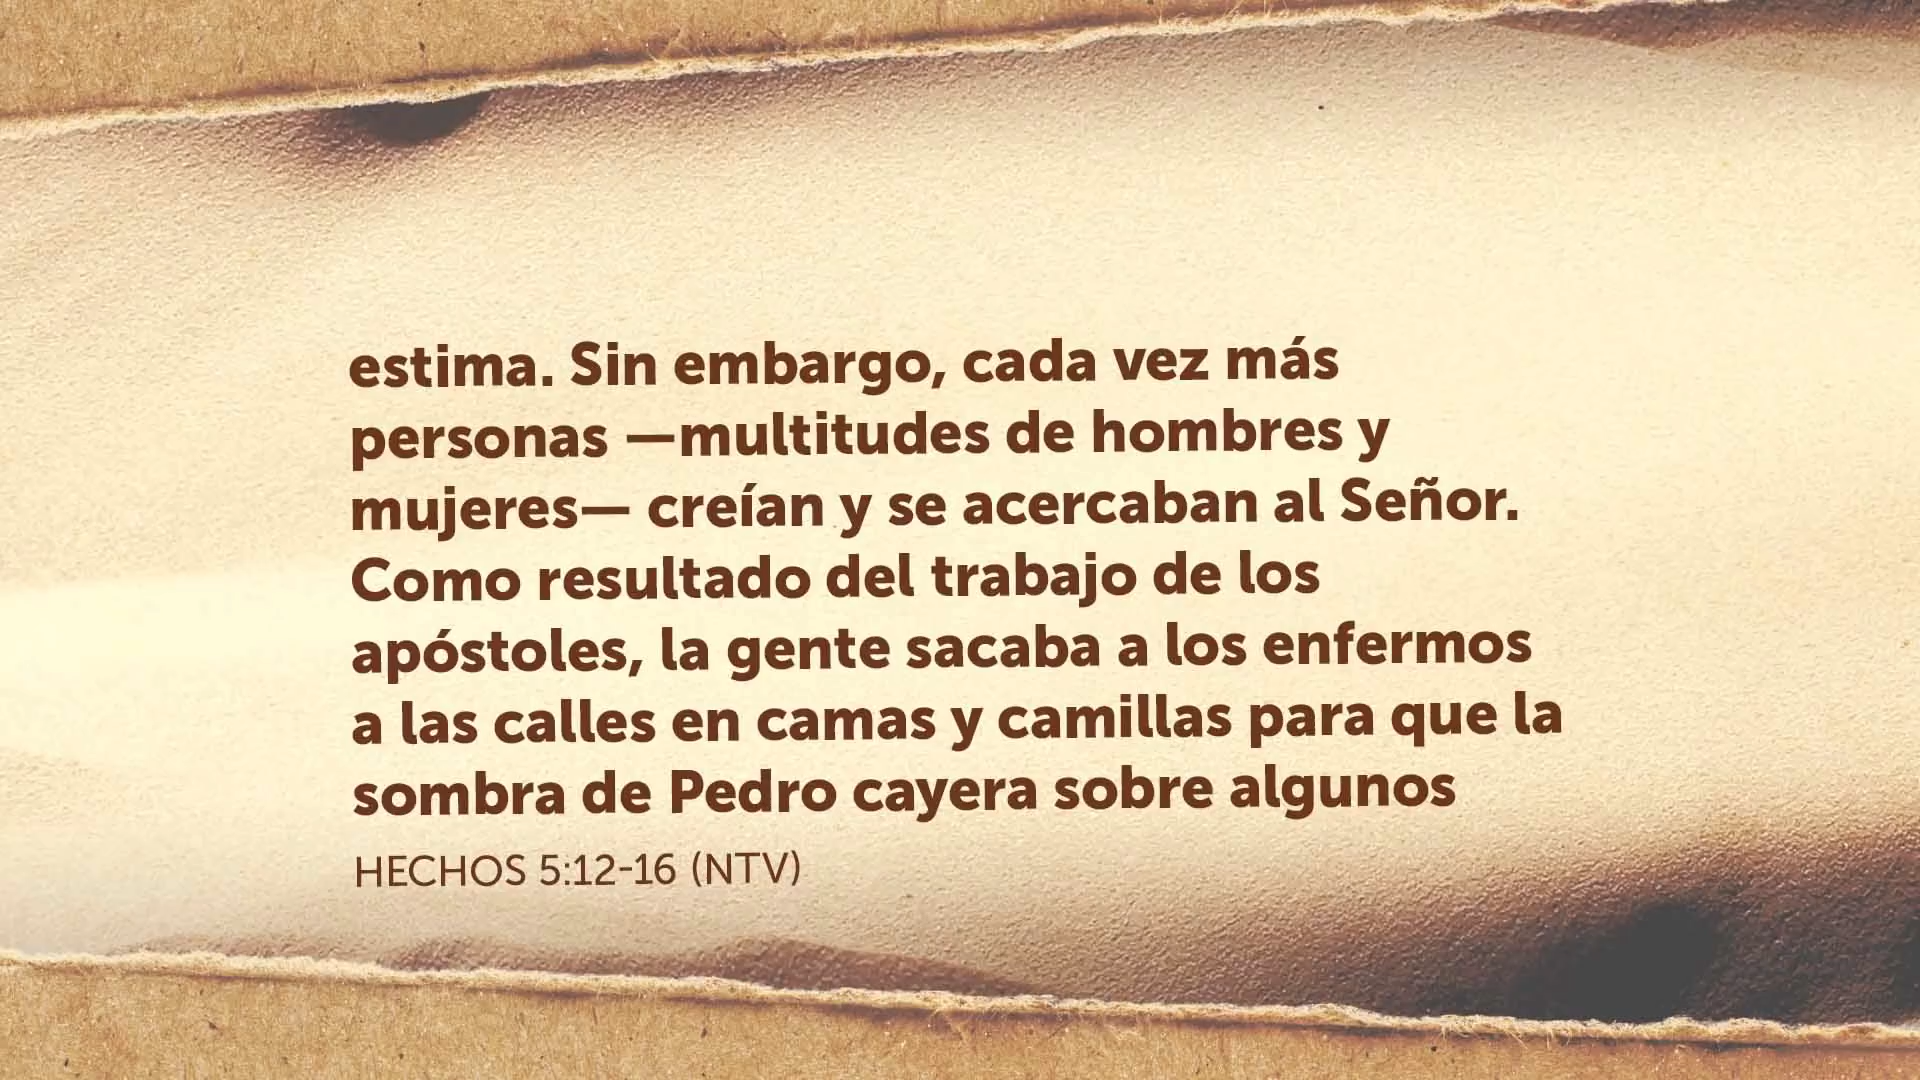 estima. Sin embargo, cada vez más
personas —multitudes de hombres y
mujeres— creían y se acercaban al Señor.
Como resultado del trabajo de los
apóstoles, la gente sacaba a los enfermos
a las calles en camas y camillas para que la
sombra de Pedro cayera sobre algunos
HECHOS 5:12-16 (NTV)